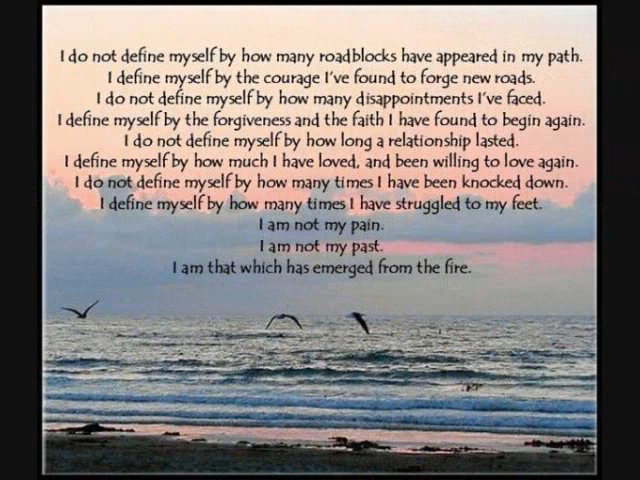 I do not define myself by how many roadblocks have appeared in my path.
I define myself by the courage I've found to forge new roads.
I do not define myself by how many disappointments I've faced.
I define myself by the forgiveness and the faith I have found to begin again.
I do not define myself by how long a relationship lasted.
I define myself by how much I have loved, and been willing to love again.
I do not define myself by how many times I have been knocked down.
I define myself by how many times I have struggled to my feet.
I am not my pain.
I am not my past.
I am that which has emerged from the fire.